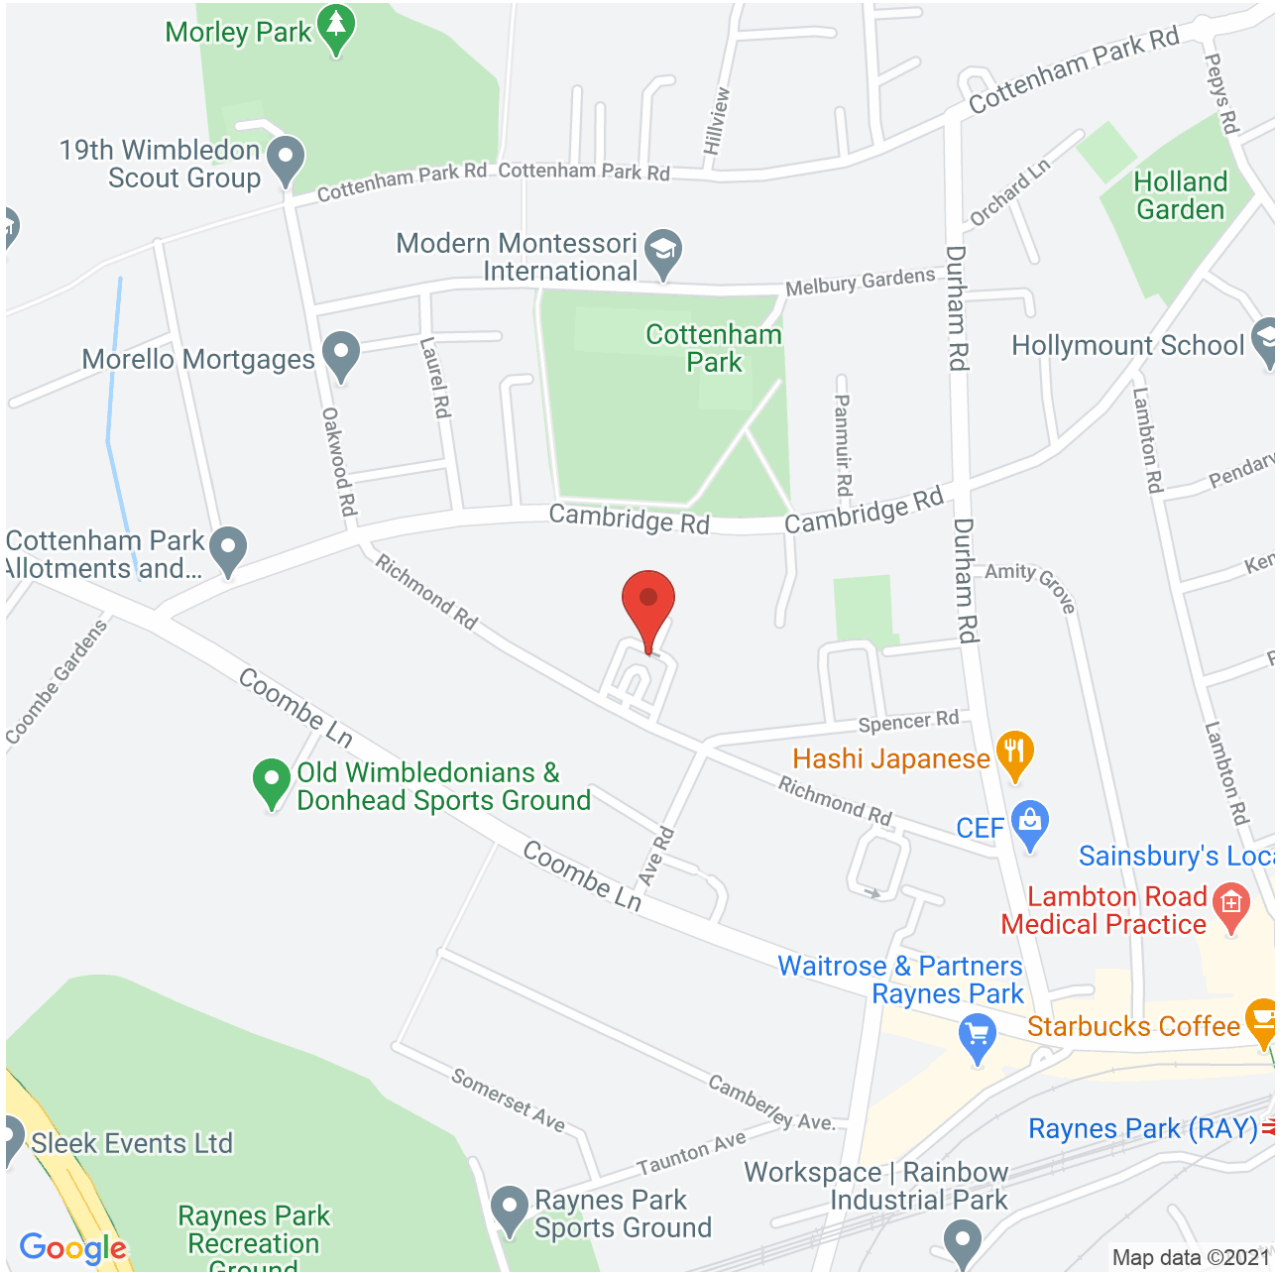 Morley Park
Cottenham Park Rd
Pepys Rd
Hillview
19th Wimbledon
Scout Group
Cottenham Park Rd
Cottenham Park Rd
Orchard Ln
Holland
Garden
Modern Montessori
International
Melbury Gardens
Durham Rd
Cottenham
Park
Hollymount School
Morello Mortgages
Laurel Rd
Oakwood Rd
Panmuir Rd
Lambton Rd
Pendarv
Cambridge Rd
Cambridge Rd
Cottenham Park
Allotments and...
Richmond Rd
Durham Rd
Amity Grove
Ken
Coombe Gardens
Coombe Ln
Spencer Rd
Hashi Japanese
Old Wimbledonians &
Donhead Sports Ground
Richmond Rd
Lambton Rd
CEF
Ave Rd
Coombe Ln
Sainsbury's Loca
Lambton Road
Medical Practice
Waitrose & Partners
Raynes Park
Starbucks Coffee
Somerset Ave
Camberley Ave.
Raynes Park (RAY)
Sleek Events Ltd
Taunton Ave
Workspace | Rainbow
Industrial Park
Raynes Park
Sports Ground
Raynes Park
Recreation
Ground
Google
Map data ©2021